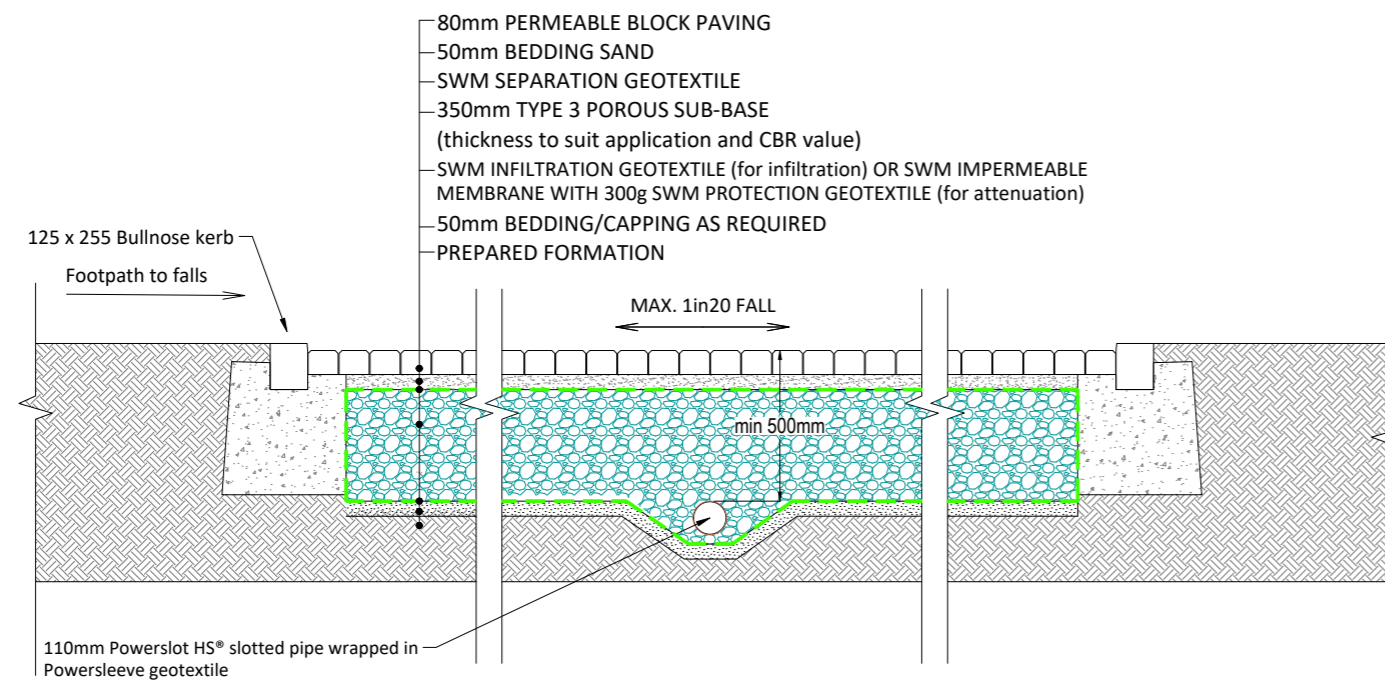 80mm PERMEABLE BLOCK PAVING
50mm BEDDING SAND
SWM SEPARATION GEOTEXTILE
350mm TYPE 3 POROUS SUB-BASE
(thickness to suit application and CBR value)
SWM INFILTRATION GEOTEXTILE (for infiltration) OR SWM IMPERMEABLE
MEMBRANE WITH 300g SWM PROTECTION GEOTEXTILE (for attenuation)
50mm BEDDING/CAPPING AS REQUIRED
PREPARED FORMATION
125 x 255 Bullnose kerb
Footpath to falls
MAX. 1in20 FALL
min 500mm
110mm Powerslot HS® slotted pipe wrapped in
Powersleeve geotextile